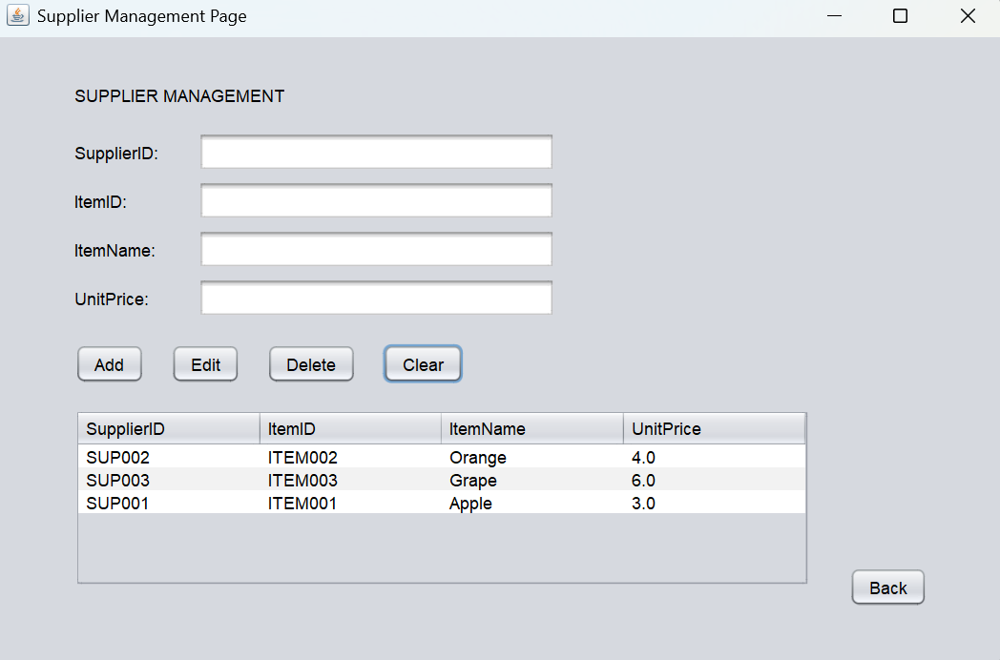 Supplier Management Page
SUPPLIER MANAGEMENT
SupplierID:
ItemID:
ItemName:
UnitPrice:
Add Edit Delete Clear
SupplierID ItemID ItemName UnitPrice
SUP002 ITEM002 Orange 4.0
SUP003 ITEM003 Grape 6.0
SUP001 ITEM001 Apple 3.0
Back